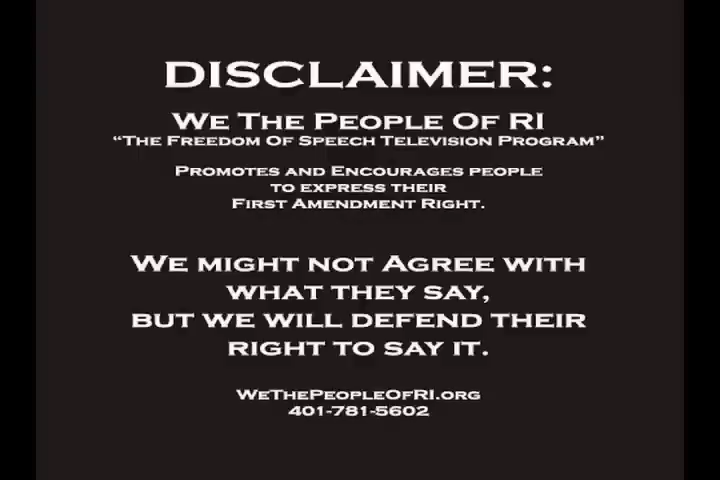 DISCLAIMER:
We The People Of RI
“The Freedom Of Speech Television Program”
Promotes and Encourages people
to express their
First Amendment Right.
We might not Agree with
what they say,
but we will defend their
right to say it.
WeThePeopleOfRI.org
401-781-5602